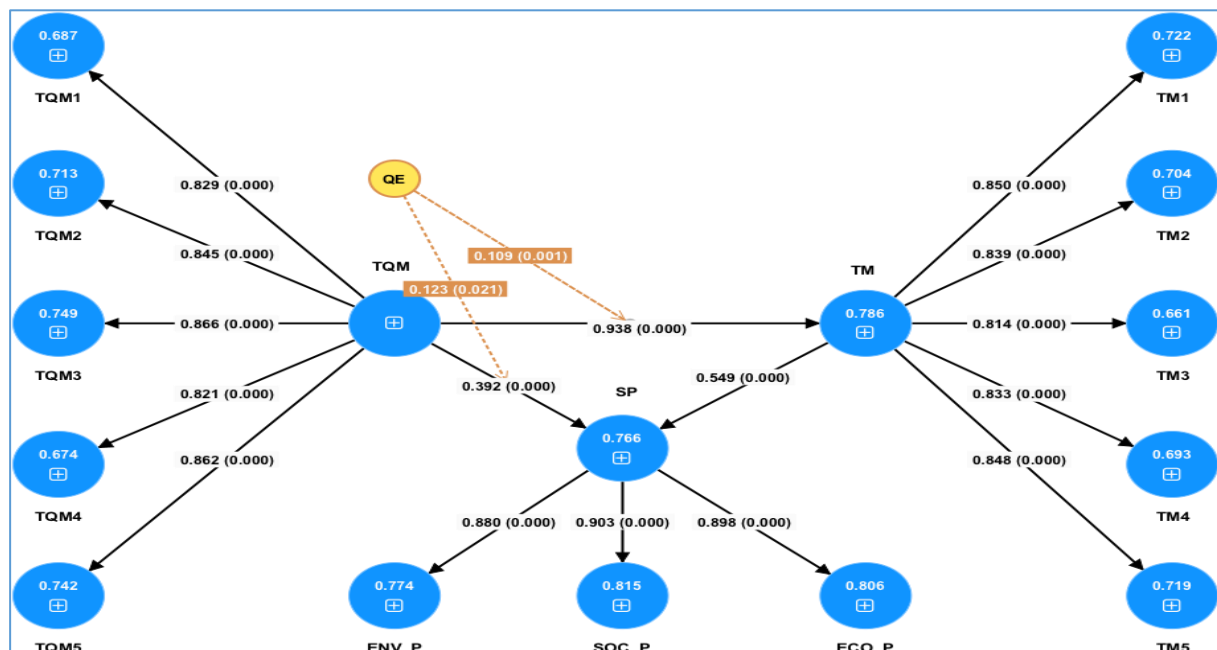 0.687
TQM1
0.722
TM1
0.713
TQM2
QE
0.704
TM2
0.829 (0.000)
0.850 (0.000)
0.845 (0.000)
0.109 (0.001)
0.839 (0.000)
TQM
0.123 (0.021)
TM
0.749
TQM3
0.866 (0.000)
0.938 (0.000)
0.786
0.814 (0.000)
0.661
TM3
0.821 (0.000)
0.392 (0.000)
0.549 (0.000)
0.833 (0.000)
SP
0.766
0.674
TQM4
0.862 (0.000)
0.848 (0.000)
0.693
TM4
0.880 (0.000)
0.903 (0.000)
0.898 (0.000)
0.742
TQM5
0.774
ENV_P
0.815
SOC_P
0.806
ECO_P
0.719
TM5